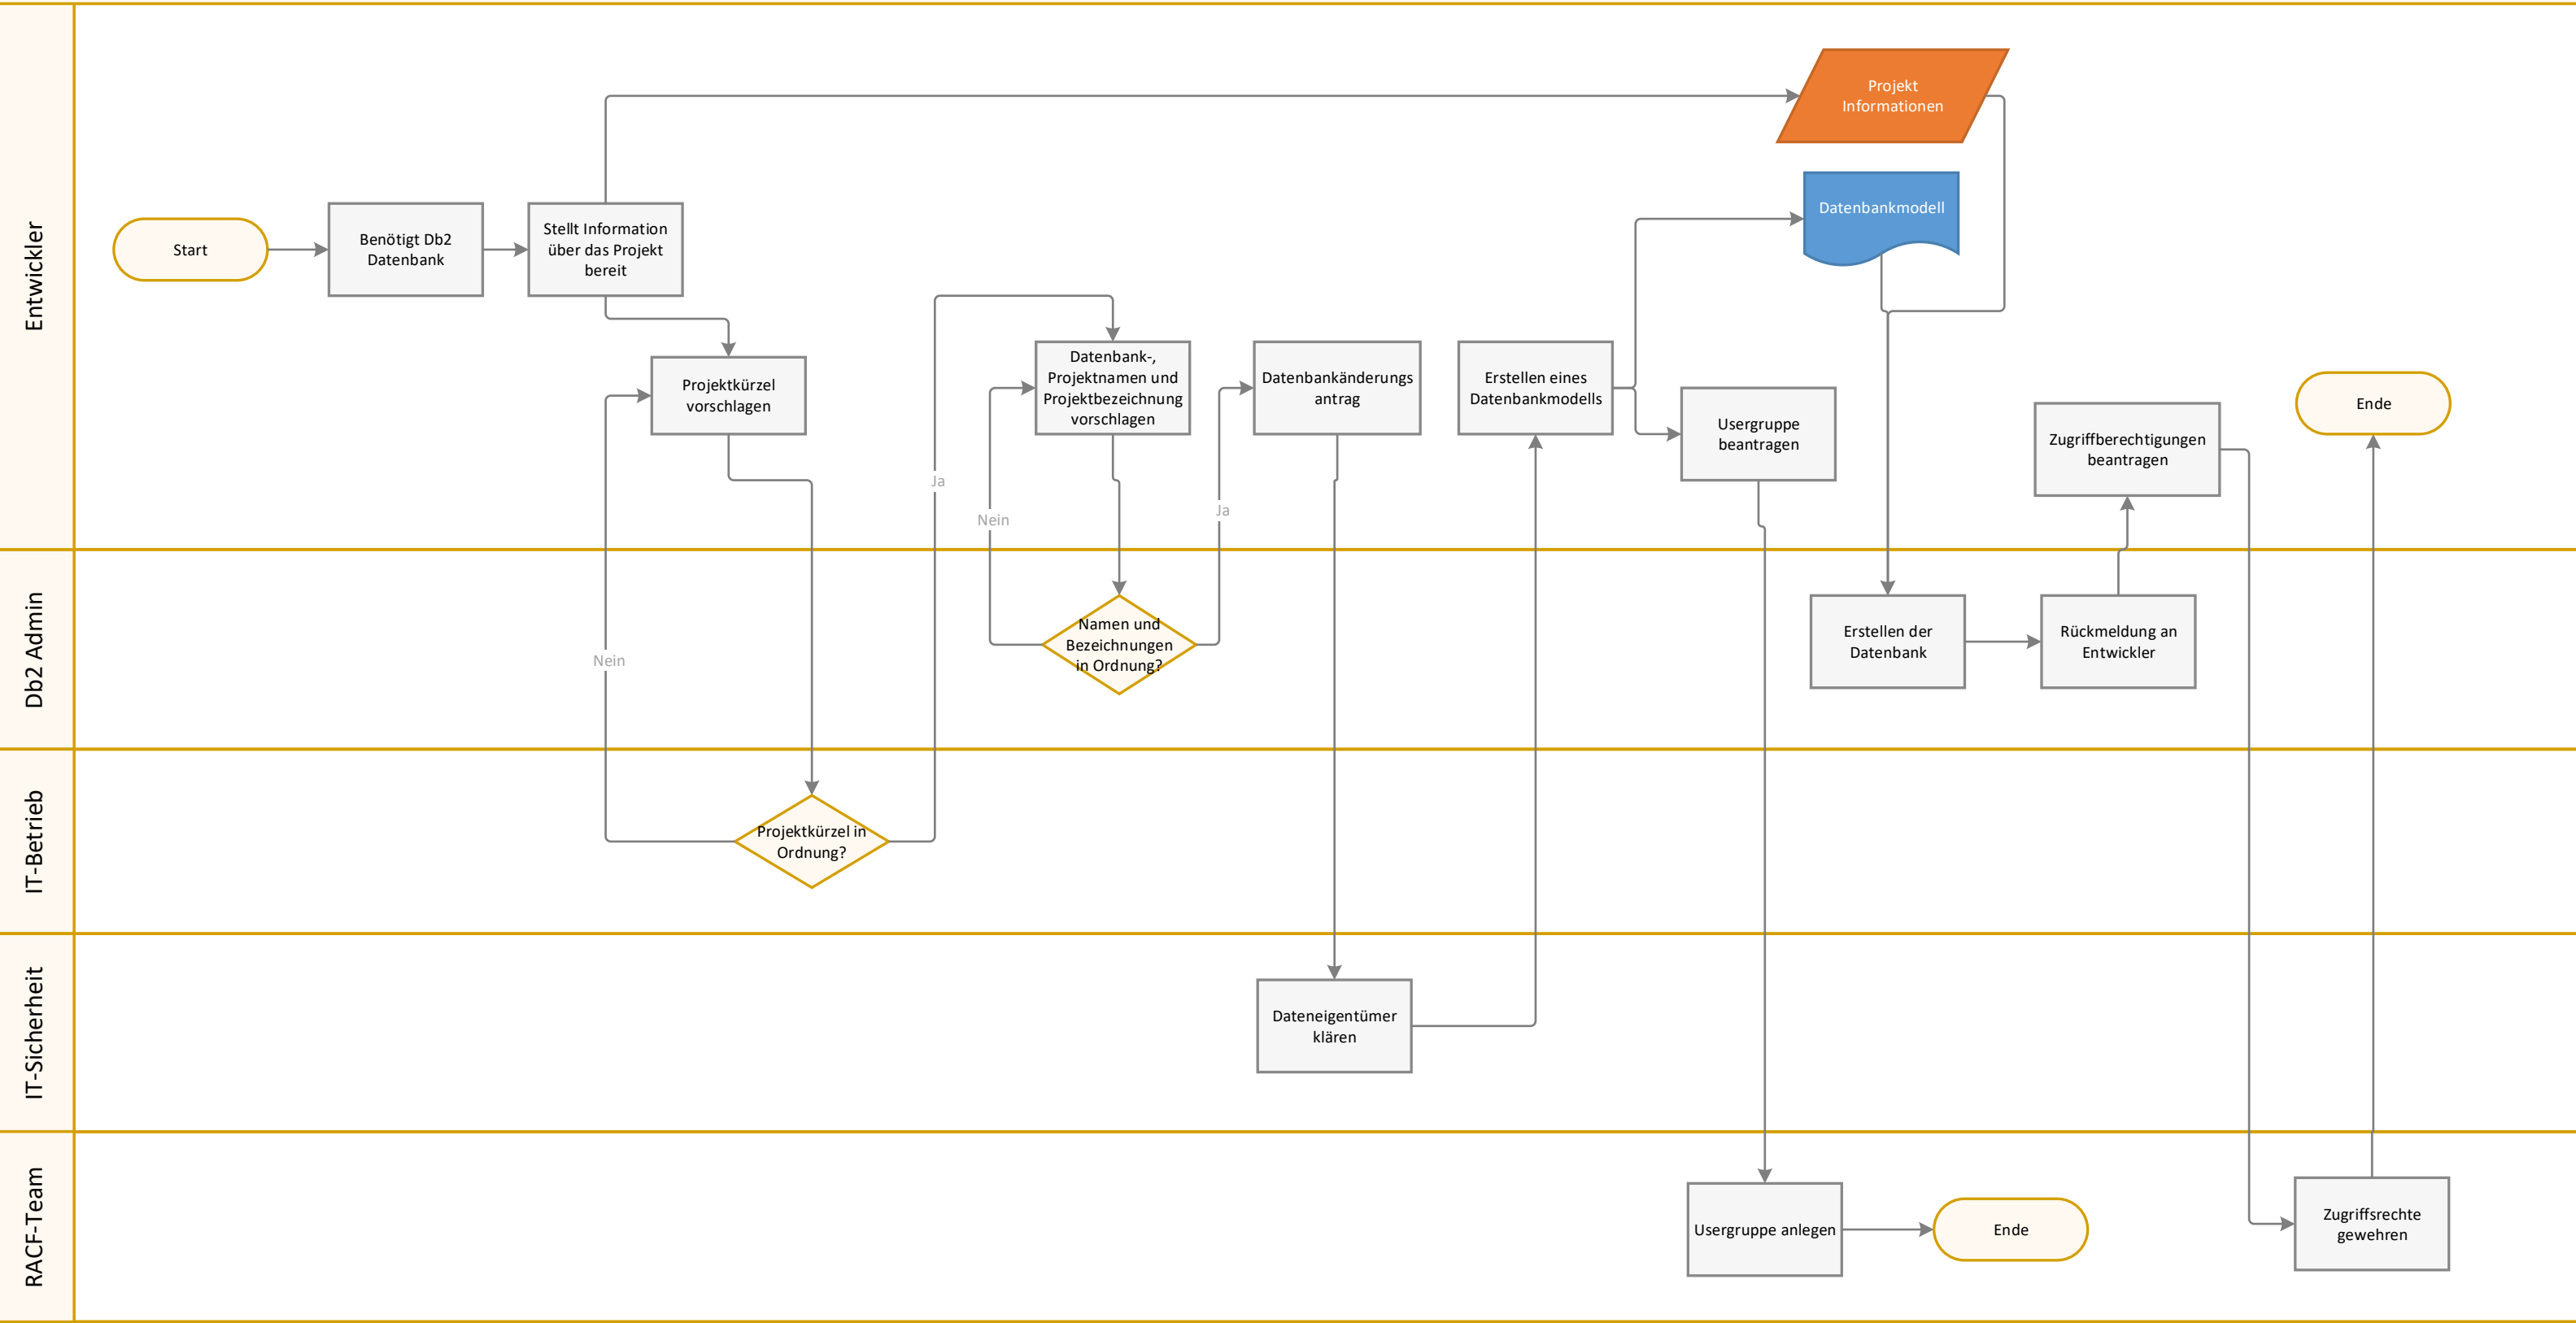 Entwickler
Projekt
Informationen
Datenbankmodell
Start
Benötigt Db2
Datenbank
Stellt Information
über das Projekt
bereit
Projektkürzel
vorschlagen
Datenbank-,
Projektnamen und
Projektbezeichnung
vorschlagen
Datenbankänderungs
antrag
Erstellen eines
Datenbankmodells
Usergruppe
beantragen
Zugriffberechtigungen
beantragen
Ende
Ja
Nein
Ja
Db2 Admin
Nein
Namen und
Bezeichnungen
in Ordnung?
Erstellen der
Datenbank
Rückmeldung an
Entwickler
IT-Betrieb
Projektkürzel in
Ordnung?
IT-Sicherheit
Dateneigentümer
klären
RACF-Team
Usergruppe anlegen
Ende
Zugriffsrechte
gewehren